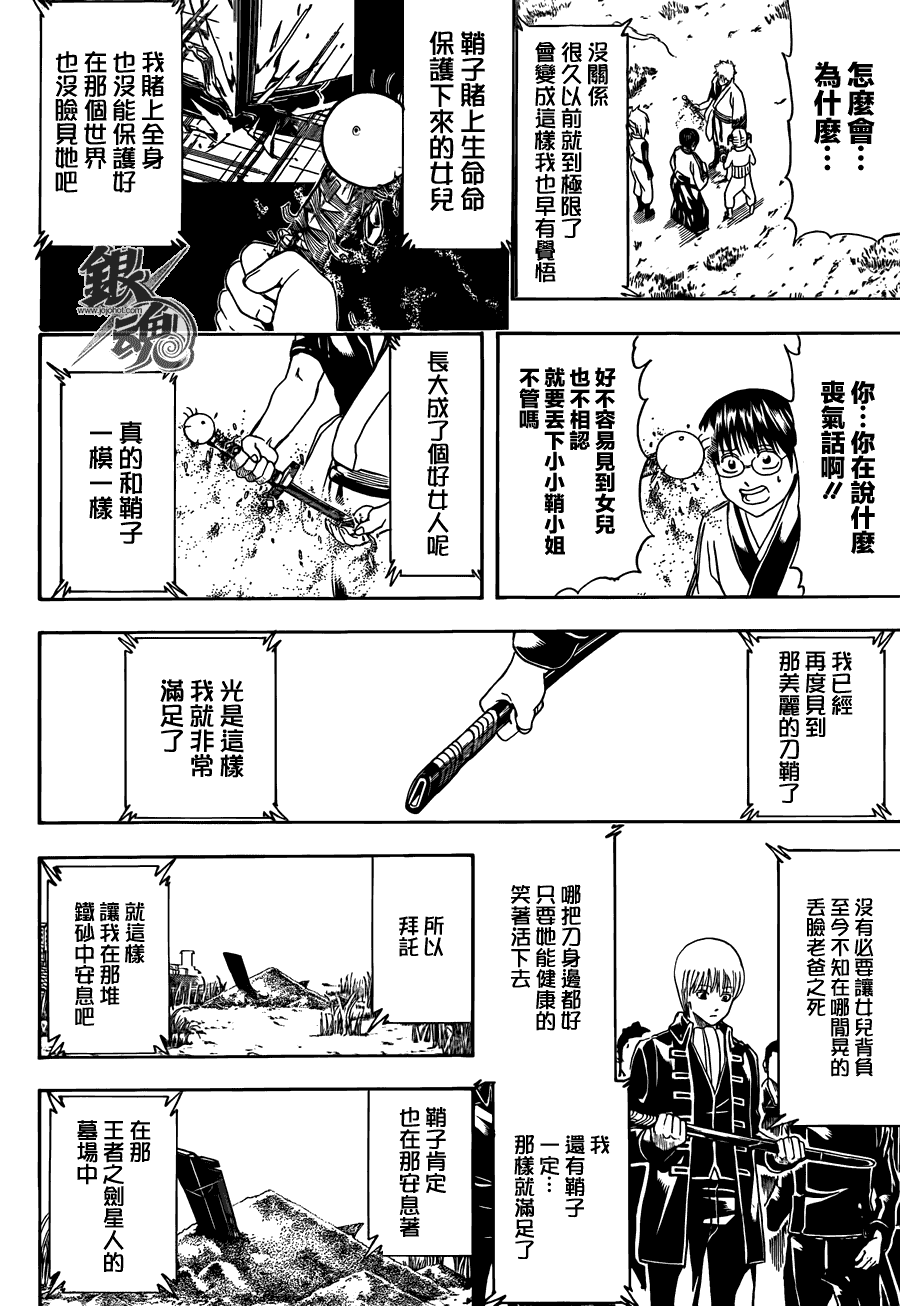 怎麼會…
為什麼…
沒關係
很久以前就到極限了
會變成這樣我也早有覺悟
鞘子賭上生命命
保護下來的女兒
我賭上全身
也沒能保護好
在那個世界
也沒臉見她吧
銀魂
www.jojohot.com
你…你在說什麼
喪氣話啊!!
好不容易見到女兒
也不相認
就要丟下小小鞘小姐
不管嗎
長大成了個好女人呢
真的和鞘子
一模一樣
我已經
再度見到
那美麗的刀鞘了
光是這樣
我就非常
滿足了
沒有必要讓女兒背負
至今不知在哪閒晃的
丟臉老爸之死
哪把刀身邊都好
只要她能健康的
笑著活下去
我
還有鞘子
一定…
那樣就滿足了
所以
拜託
就這樣
讓我在那堆
鐵砂中安息吧
鞘子肯定
也在那安息著
在那
王者之劍星人的
墓場中